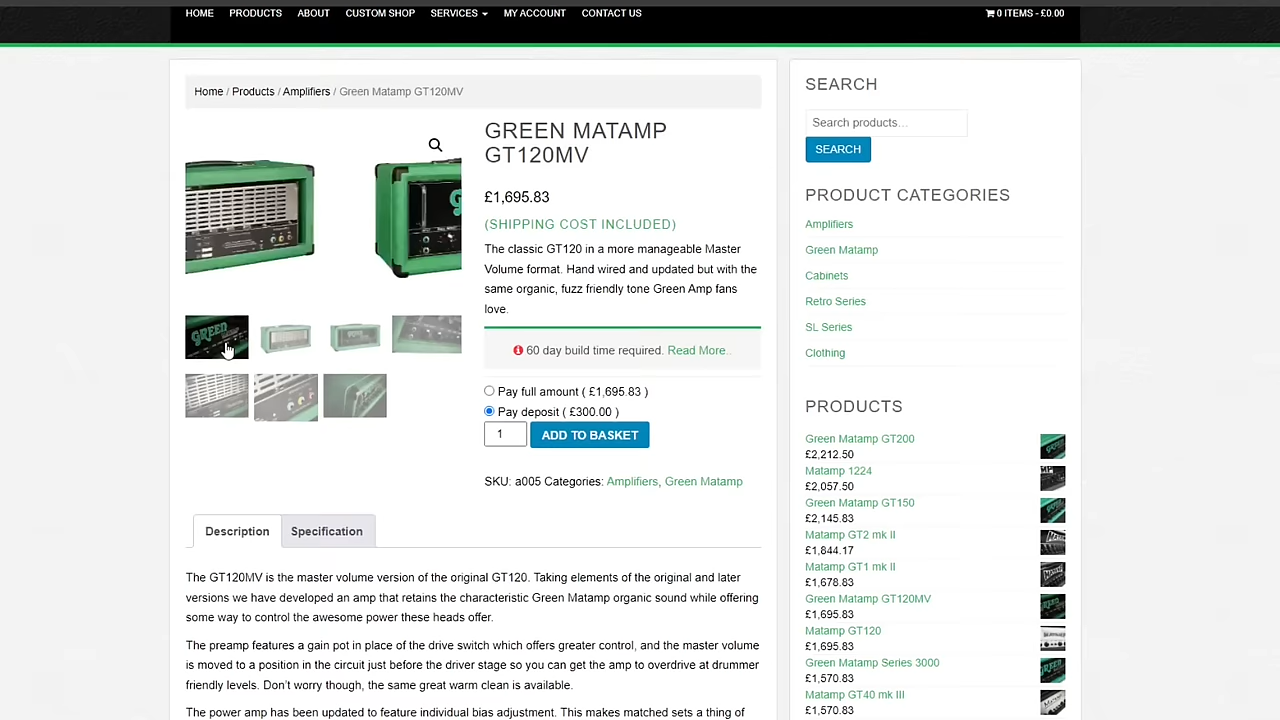 HOME PRODUCTS ABOUT CUSTOM SHOP SERVICES MY ACCOUNT CONTACT US 0 ITEMS - £0.00
Home / Products / Amplifiers / Green Matamp GT120MV
GREEN MATAMP
GT120MV
£1,695.83
(SHIPPING COST INCLUDED)
The classic GT120 in a more manageable Master
Volume format. Hand wired and updated but with the
same organic, fuzz friendly tone Green Amp fans
love.
GREEN
60 day build time required. Read More..
Pay full amount ( £1,695.83 )
Pay deposit ( £300.00 )
1 ADD TO BASKET
SKU: a005 Categories: Amplifiers, Green Matamp
Description Specification
The GT120MV is the master volume version of the original GT120. Taking elements of the original and later
versions we have developed an amp that retains the characteristic Green Matamp organic sound while offering
some way to control the awesome power these heads offer.
The preamp features a gain pot in place of the drive switch which offers greater control, and the master volume
is moved to a position in the circuit just before the driver stage so you can get the amp to overdrive at drummer
friendly levels. Don't worry though, the same great warm clean is available.
The power amp has been updated to feature individual bias adjustment. This makes matched sets a thing of
SEARCH
Search products…
SEARCH
PRODUCT CATEGORIES
Amplifiers
Green Matamp
Cabinets
Retro Series
SL Series
Clothing
PRODUCTS
Green Matamp GT200
£2,212.50
Matamp 1224
£2,057.50
Green Matamp GT150
£2,145.83
Matamp GT2 mk II
£1,844.17
Matamp GT1 mk II
£1,678.83
Green Matamp GT120MV
£1,695.83
Matamp GT120
£1,695.83
Green Matamp Series 3000
£1,570.83
Matamp GT40 mk III
£1,570.83